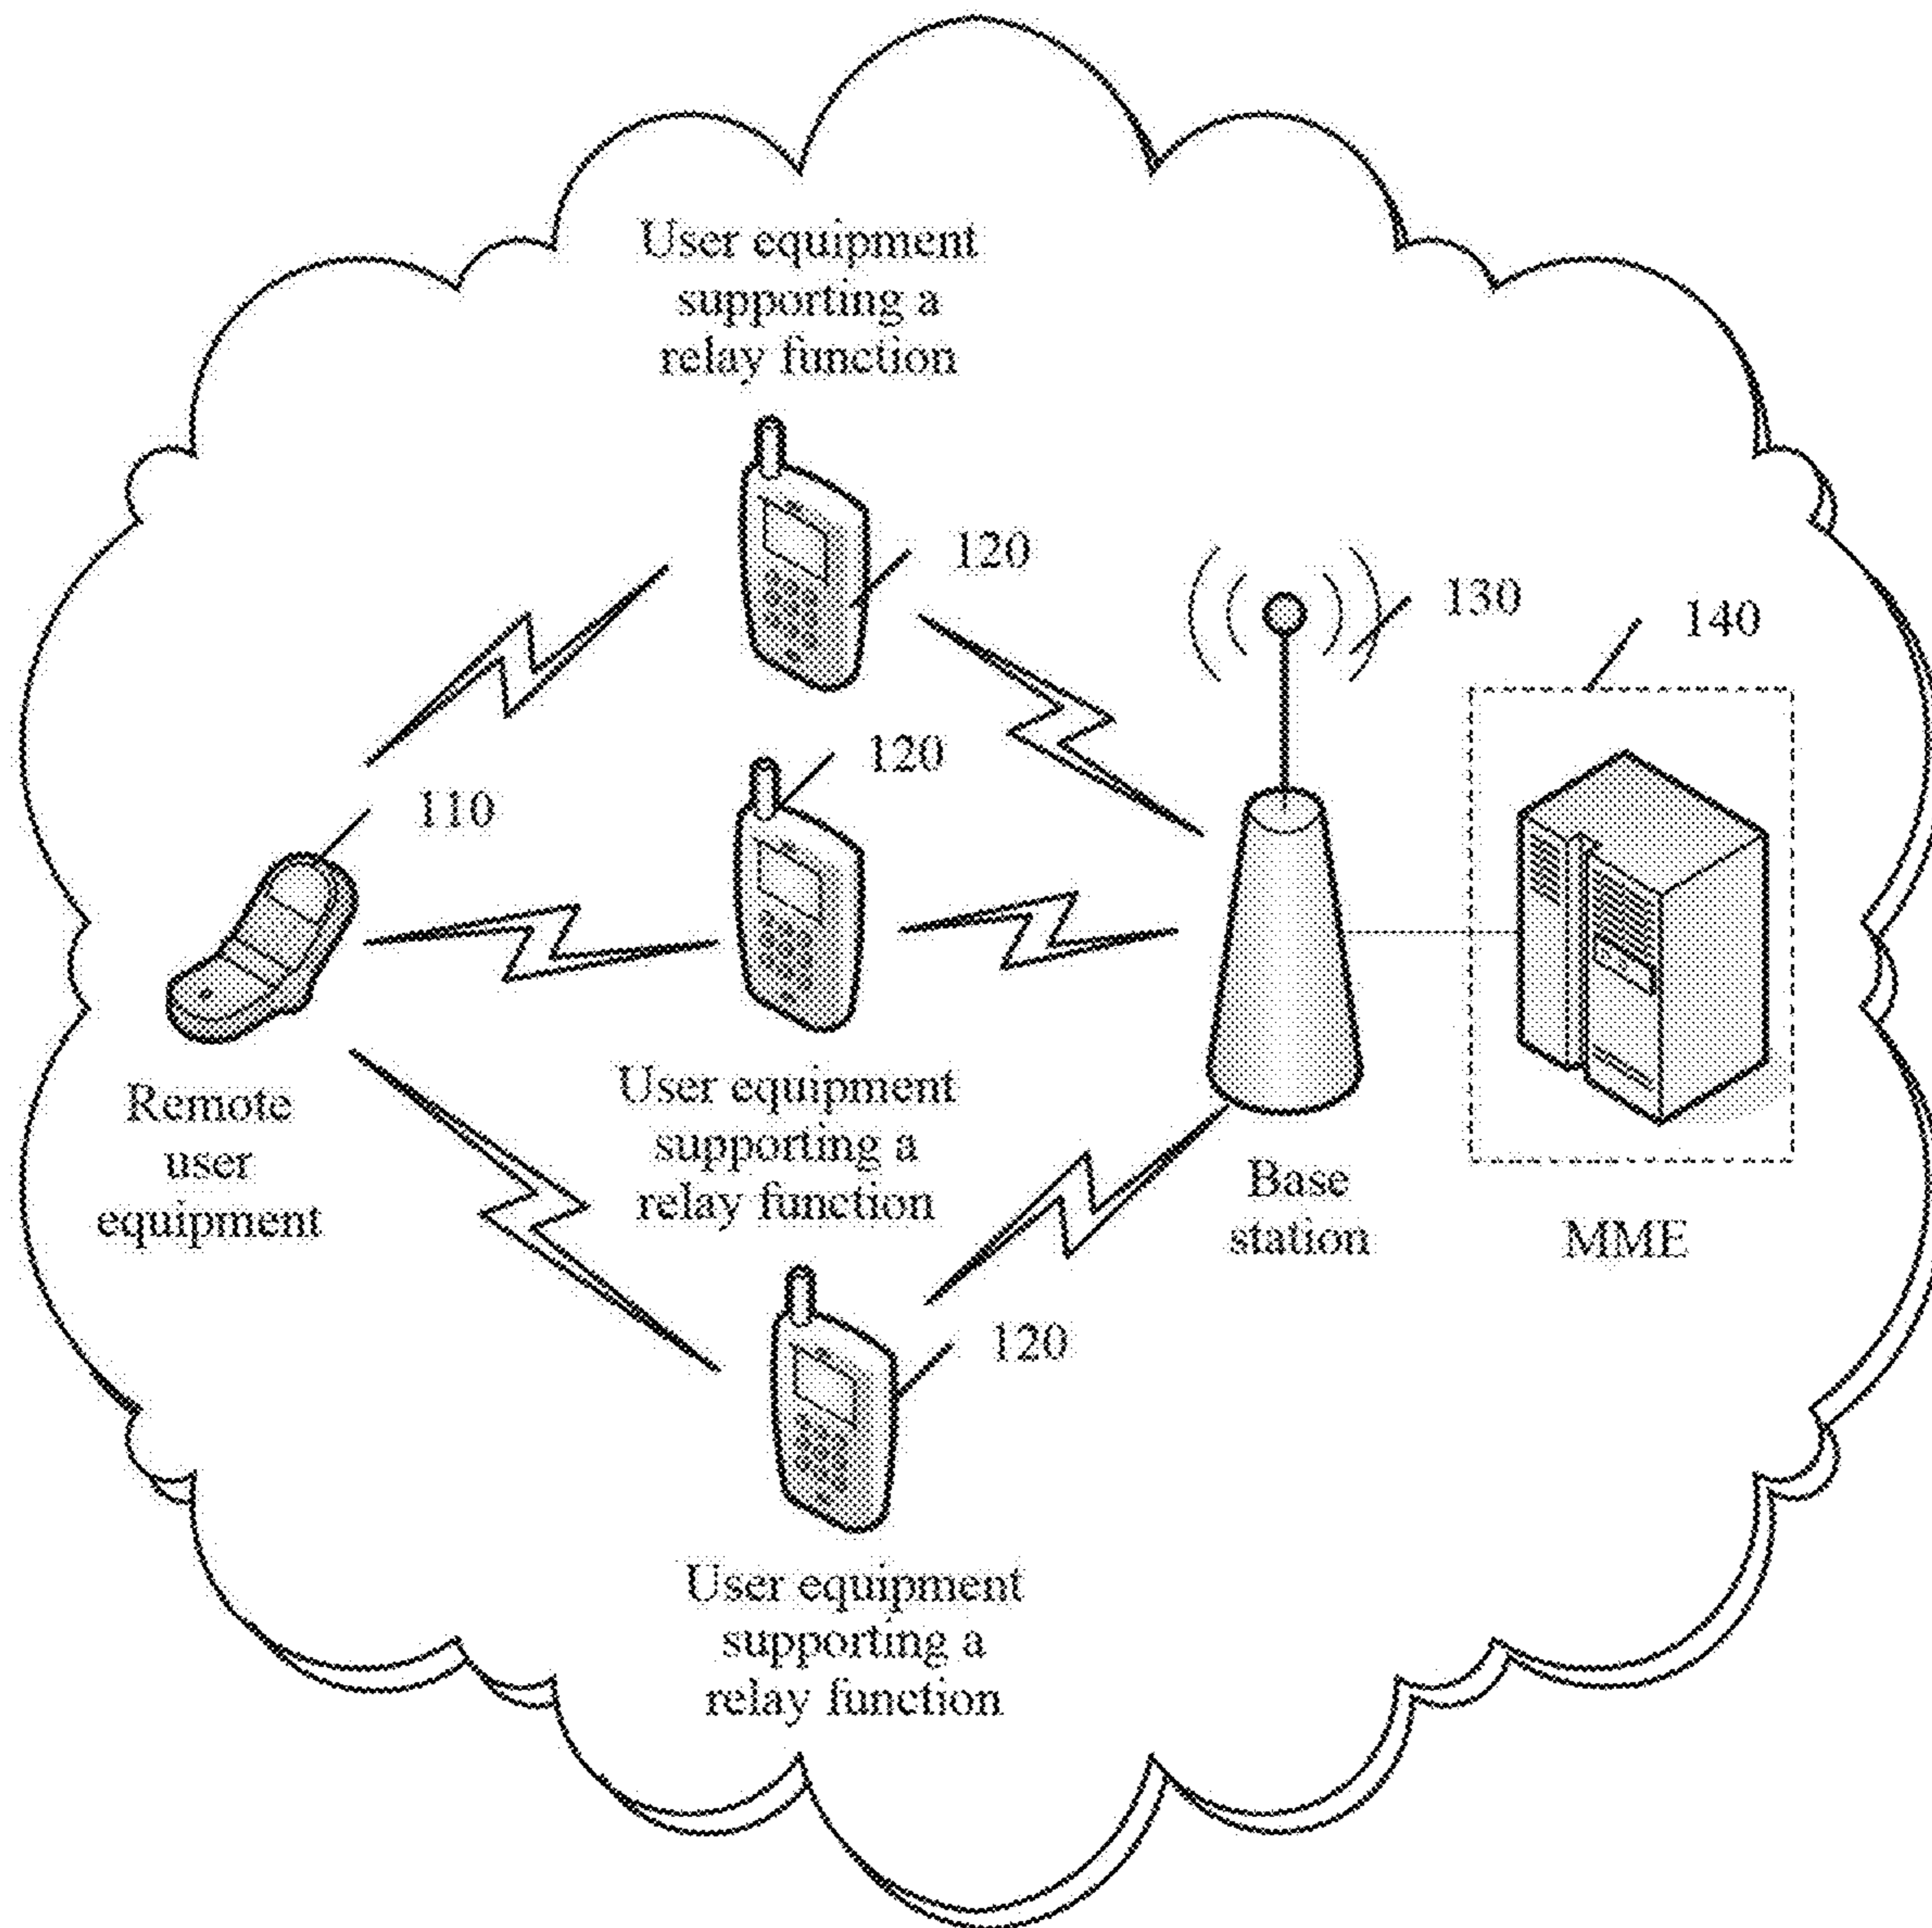 User equipment
supporting a
relay function
120
130
140
120
110
Remote
user
equipment
User equipment
supporting a
relay function
Base
station
MME
120
User equipment
supporting a
relay function